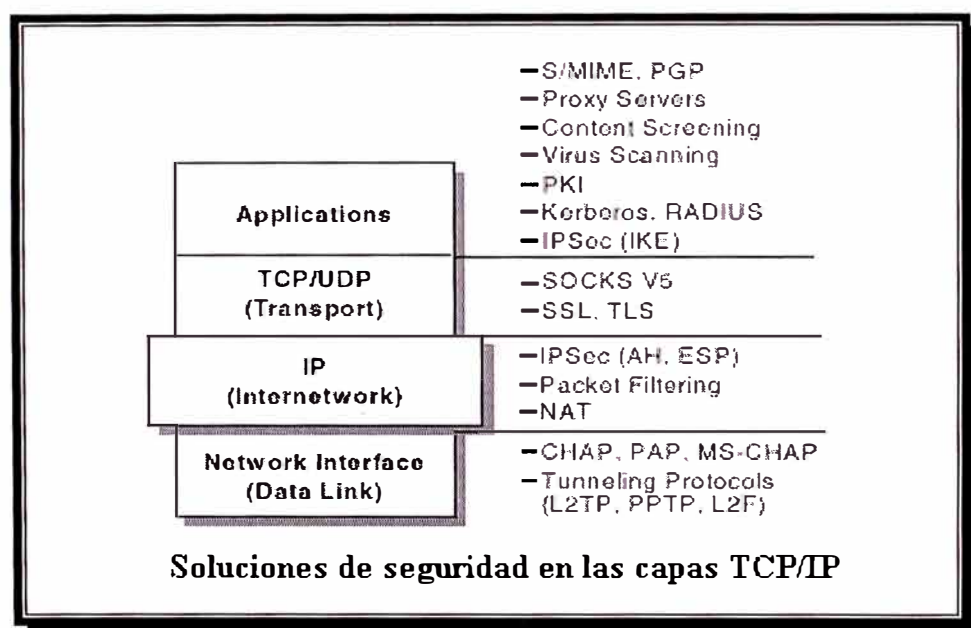 –S/MIME, PGP
–Proxy Servers
–Content Screening
–Virus Scanning
–PKI
–Kerberos, RADIUS
–IPSec (IKE)
Applications
TCP/UDP
(Transport)
–SOCKS V5
–SSL, TLS
IP
(Internetwork)
–IPSec (AH, ESP)
–Packet Filtering
–NAT
Network Interface
(Data Link)
–CHAP, PAP, MS-CHAP
–Tunneling Protocols
(L2TP, PPTP, L2F)
Soluciones de seguridad en las capas TCP/IP